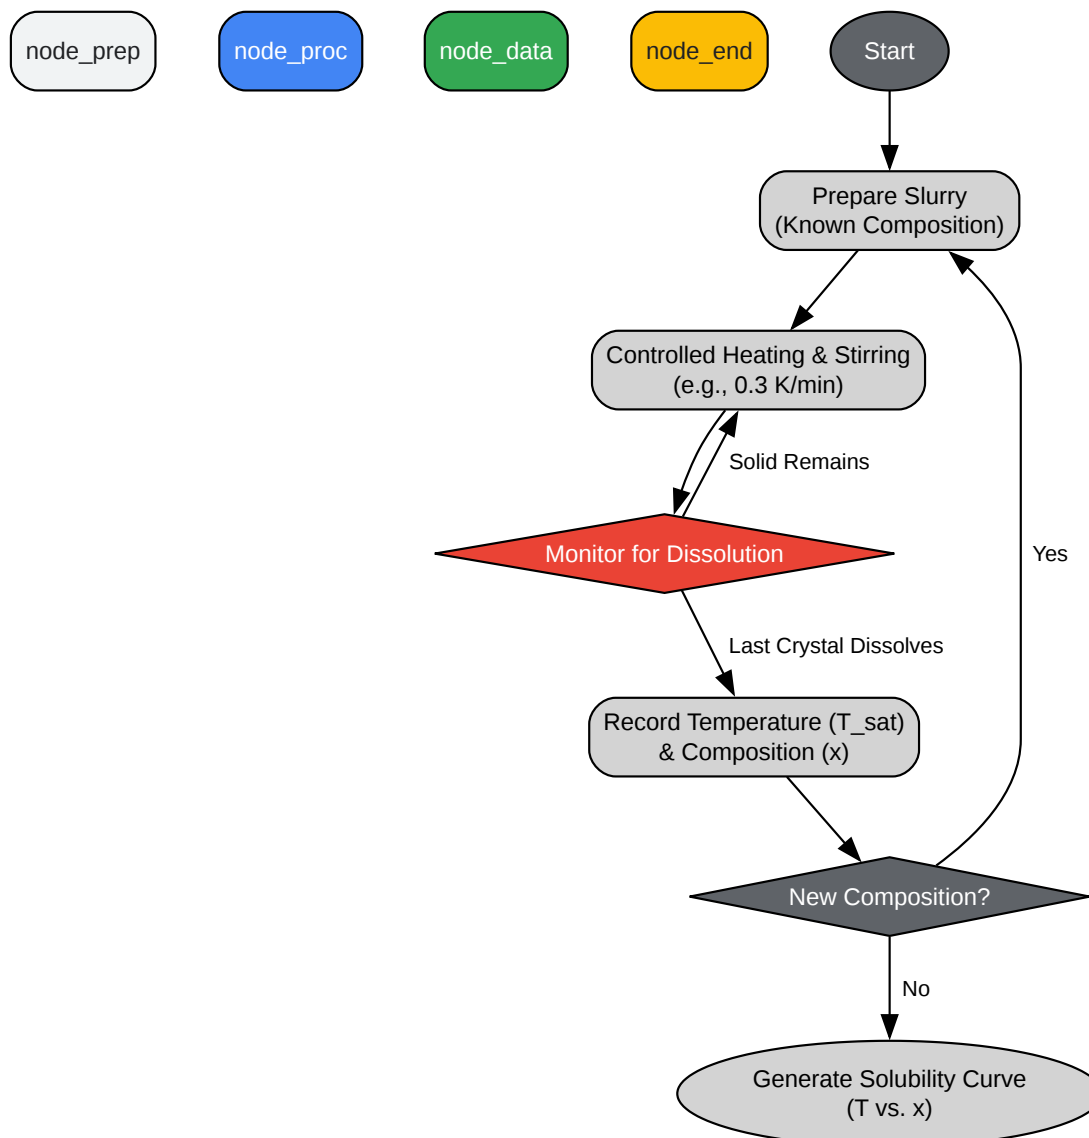 node_prep
node_proc
node_data
node_end
Start
Prepare Slurry
(Known Composition)
Controlled Heating & Stirring
(e.g., 0.3 K/min)
Solid Remains
Monitor for Dissolution
Yes
Last Crystal Dissolves
Record Temperature (T_sat)
& Composition (x)
New Composition?
No
Generate Solubility Curve
(T vs. x)